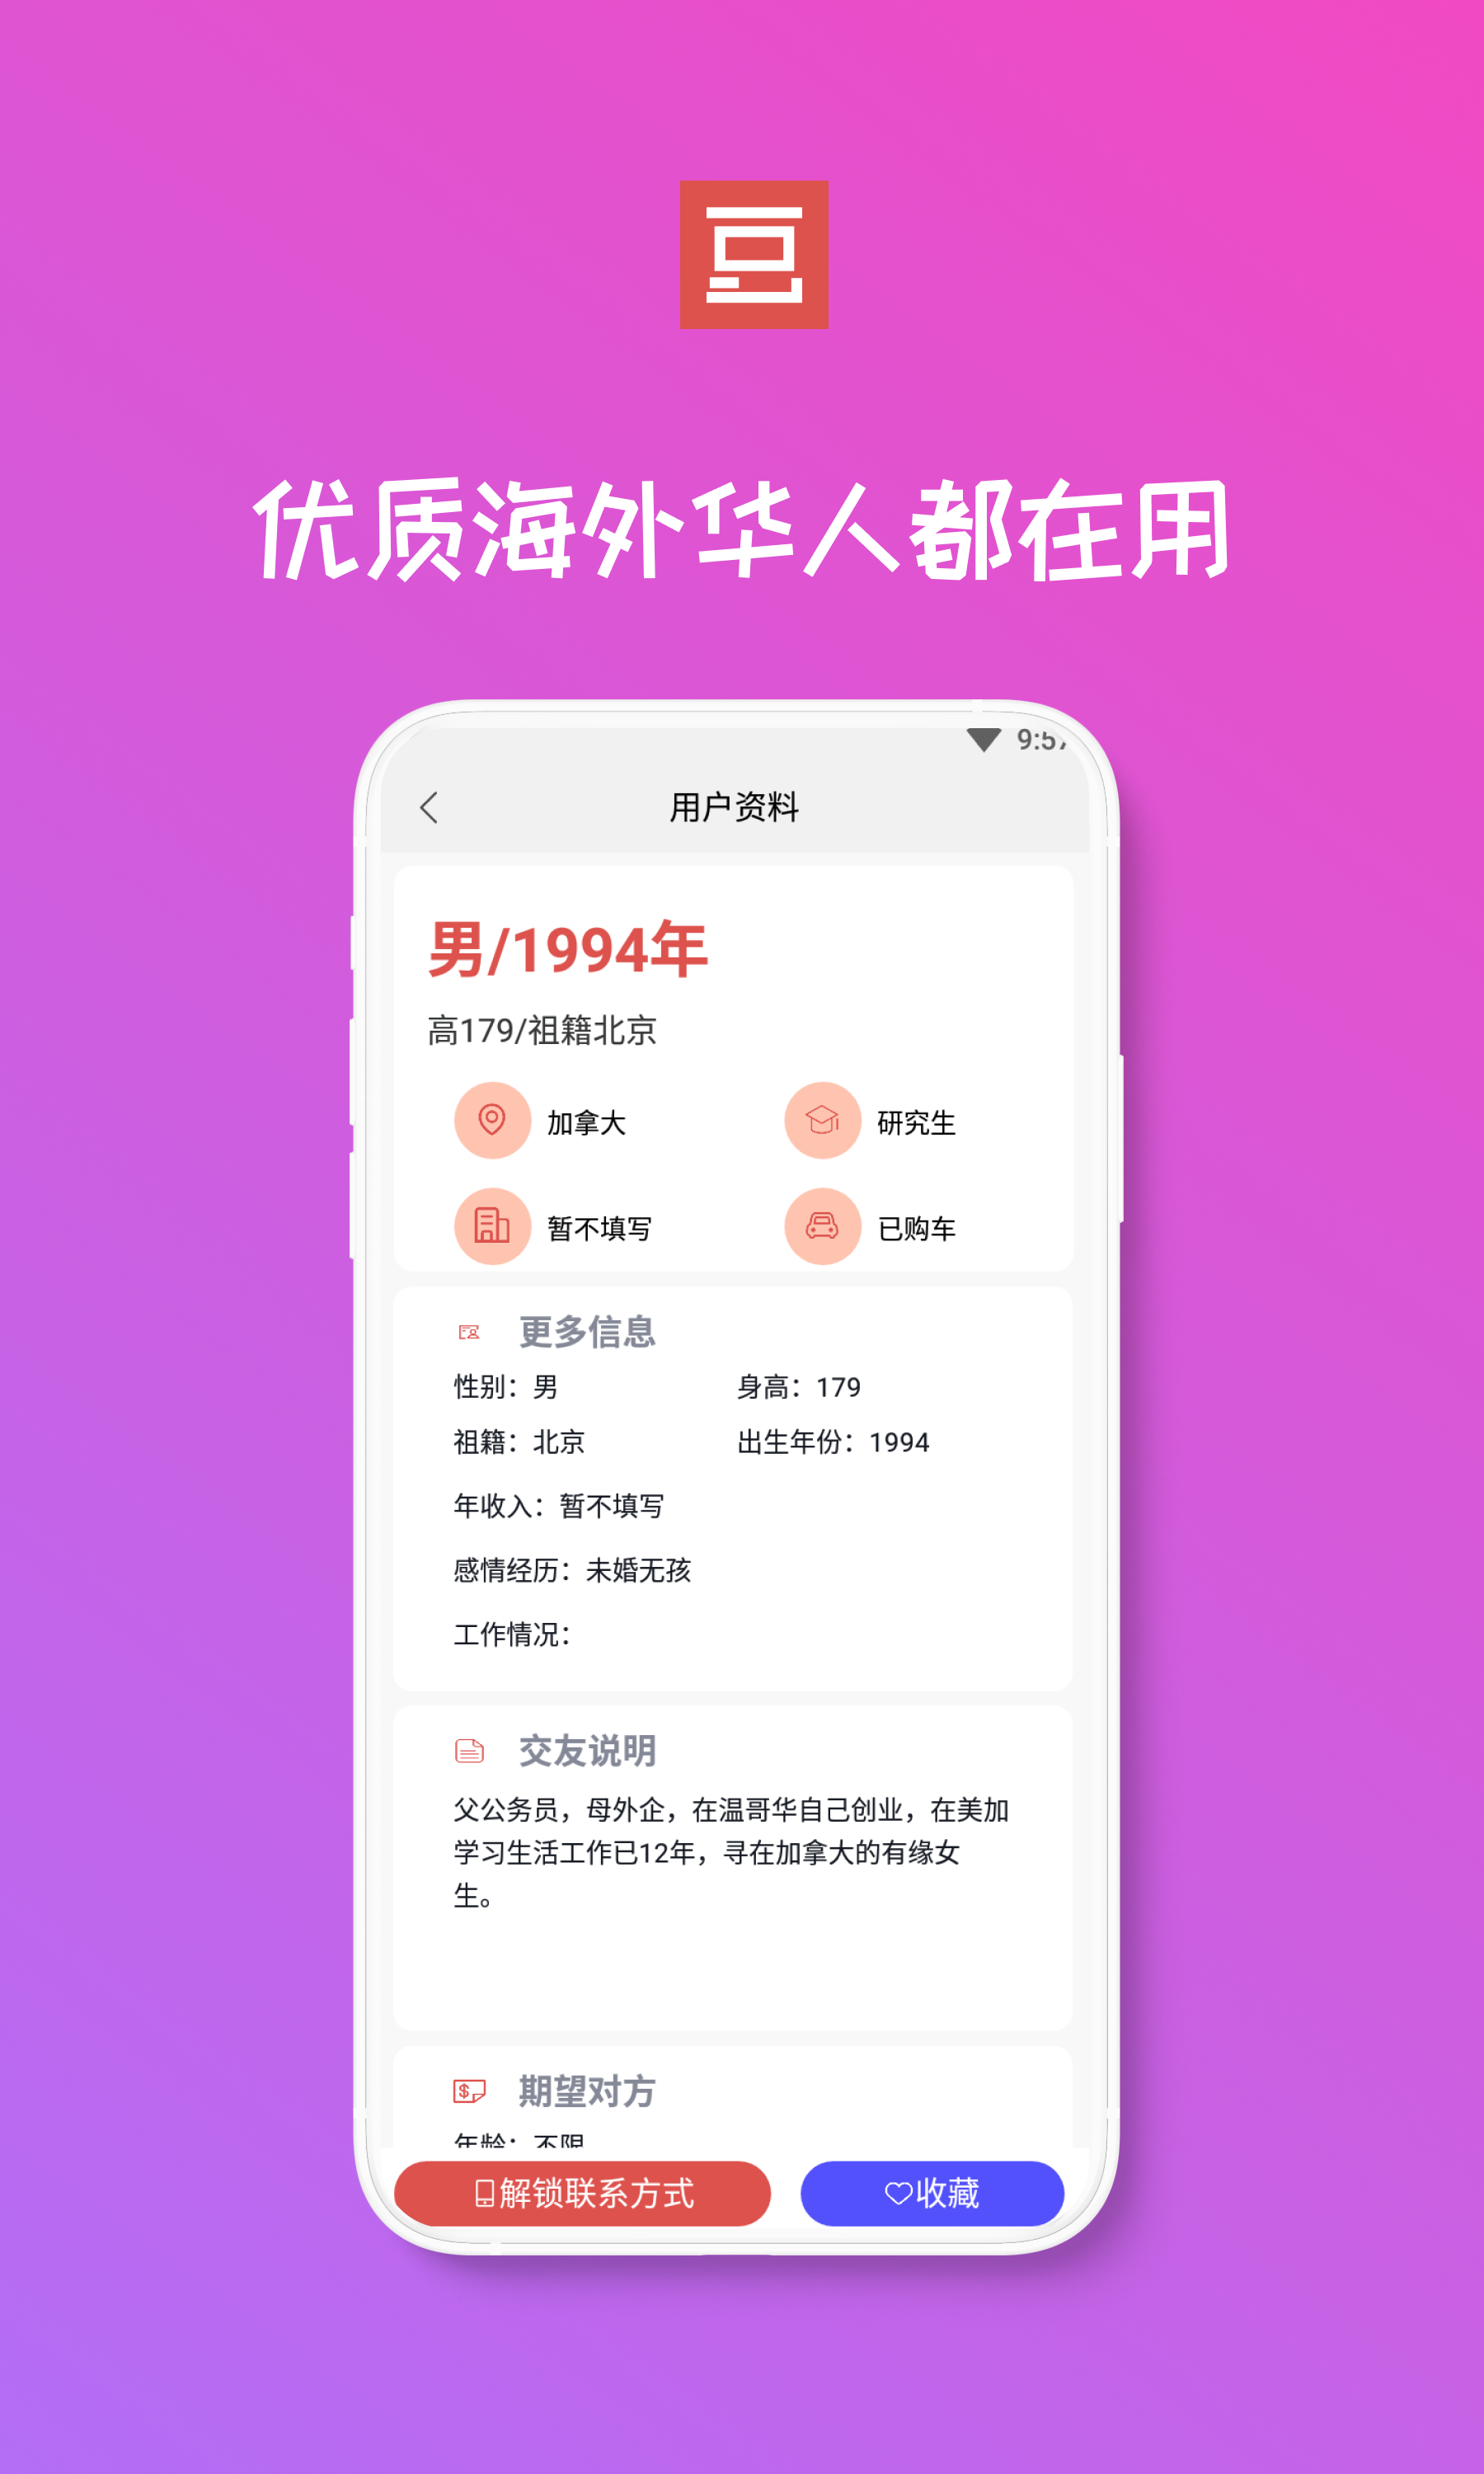 优质海外华人都在用
9:57
用户资料
男/1994年
高179/祖籍北京
加拿大
研究生
暂不填写
已购车
更多信息
性别：男
身高：179
祖籍：北京
出生年份：1994
年收入：暂不填写
感情经历：未婚无孩
工作情况：
交友说明
父公务员，母外企，在温哥华自己创业，在美加
学习生活工作已12年，寻在加拿大的有缘女
生。
期望对方
年龄：不限
解锁联系方式
收藏